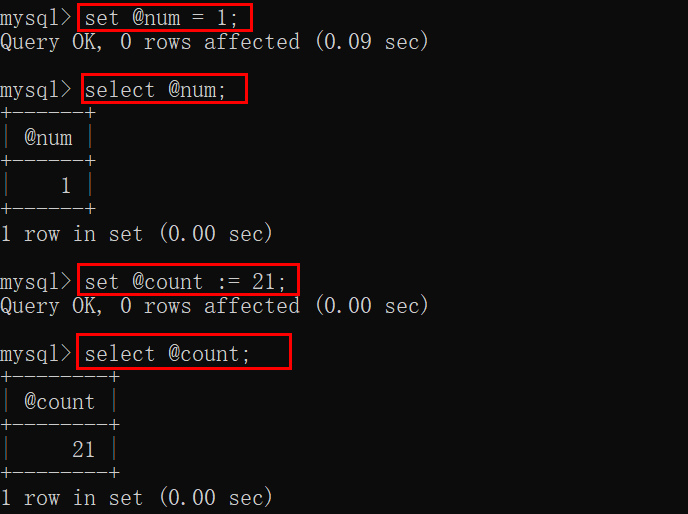 mysql> set @num = 1;
Query OK, 0 rows affected (0.09 sec)
mysql> select @num;
+------+
| @num |
+------+
|    1 |
+------+
1 row in set (0.00 sec)
mysql> set @count := 21;
Query OK, 0 rows affected (0.00 sec)
mysql> select @count;
+--------+
| @count |
+--------+
|     21 |
+--------+
1 row in set (0.00 sec)